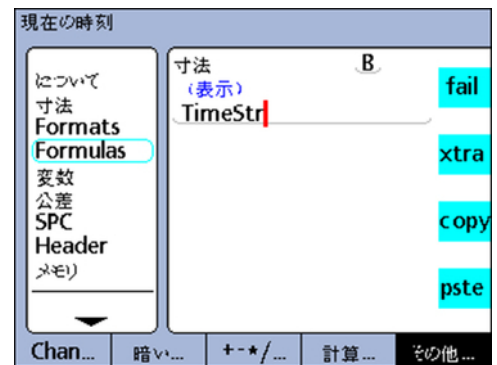 現在の時刻
について
寸法
Formats
Formulas
変数
公差
SPC
Header
メモリ
寸法 B
（表示）
TimeStr
fail
xtra
copy
pste
Chan... 暗い... +-*/... 計算... その他...